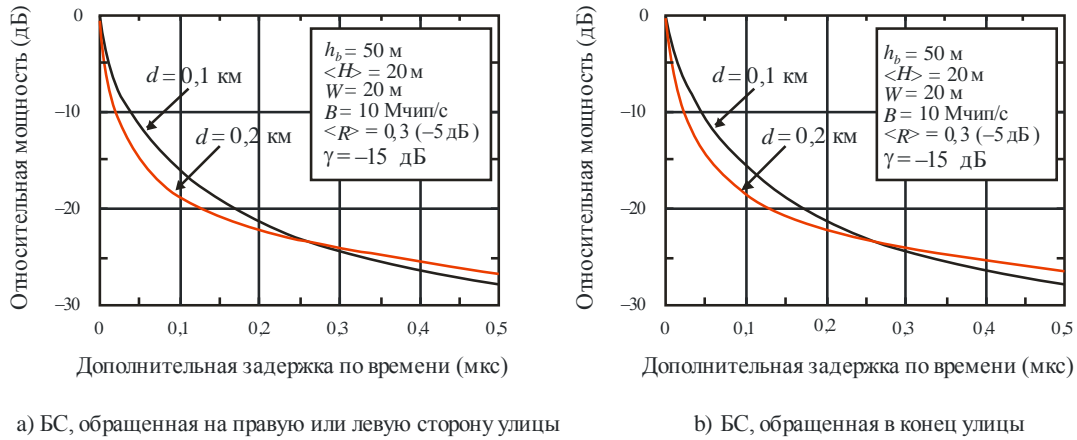 Относительная мощность (дБ)
0
–10
–20
–30
d = 0,1 км
d = 0,2 км
h_b = 50 м
<H> = 20 м
W = 20 м
B = 10 Мчип/с
<R> = 0,3 (–5 дБ)
γ = –15 дБ
0 0,1 0,2 0,3 0,4 0,5
Дополнительная задержка по времени (мкс)
a) БС, обращенная на правую или левую сторону улицы
Относительная мощность (дБ)
0
–10
–20
–30
d = 0,1 км
d = 0,2 км
h_b = 50 м
<H> = 20 м
W = 20 м
B = 10 Мчип/с
<R> = 0,3 (–5 дБ)
γ = –15 дБ
0 0,1 0,2 0,3 0,4 0,5
Дополнительная задержка по времени (мкс)
b) БС, обращенная в конец улицы